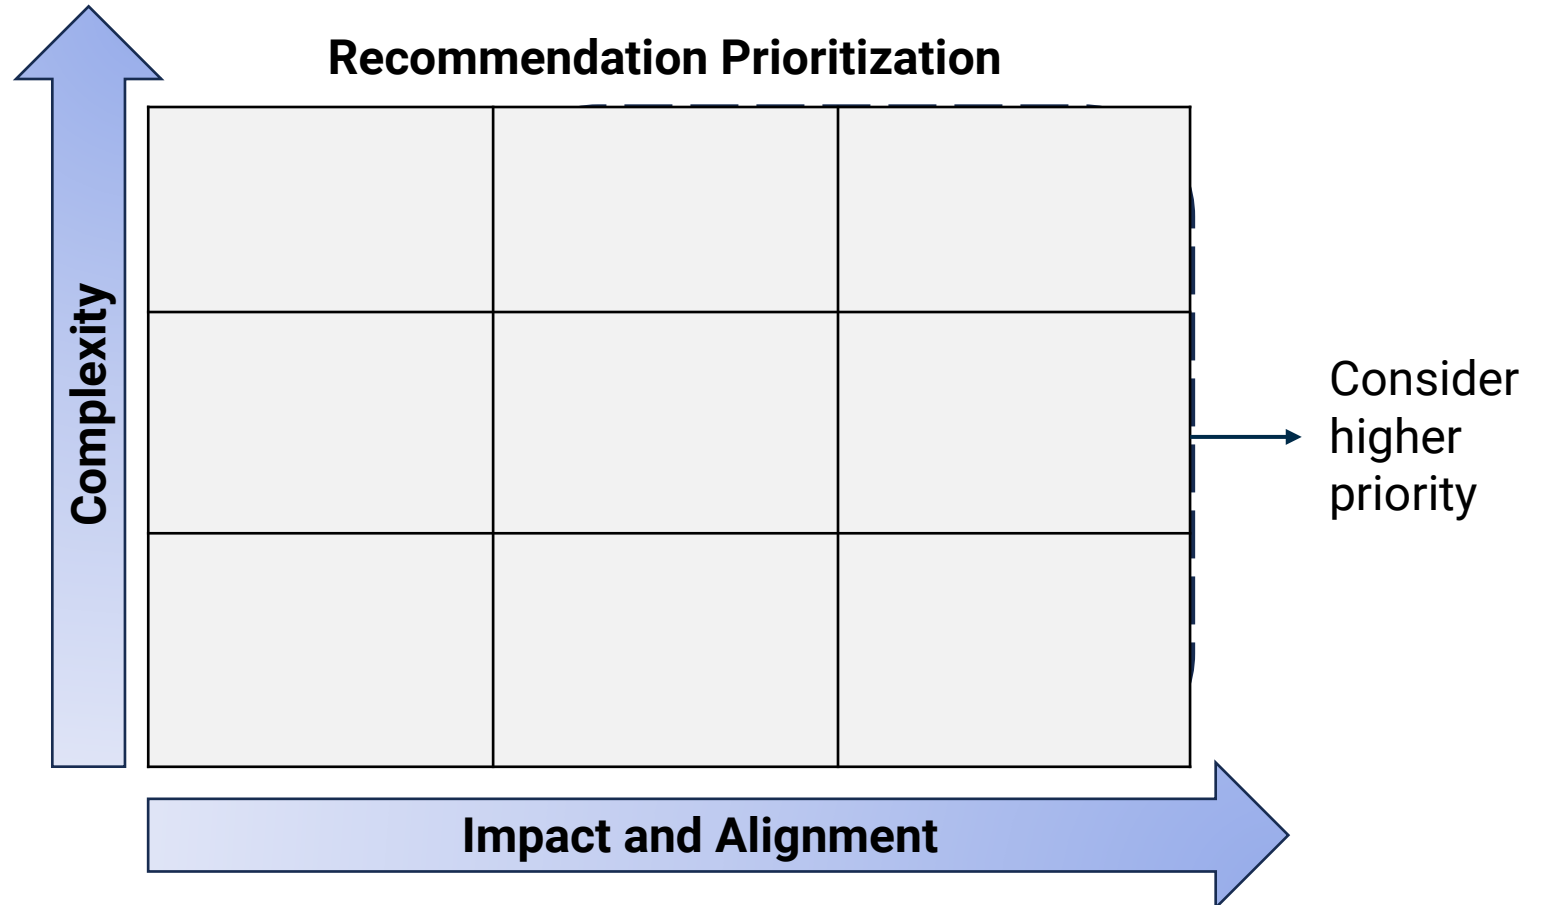 Recommendation Prioritization
Complexity
Consider
higher
priority
Impact and Alignment